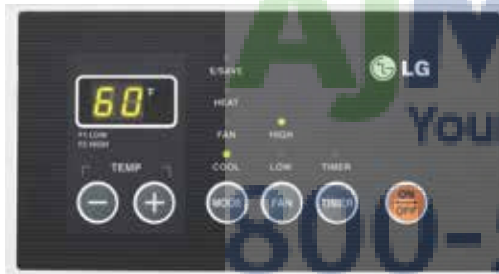 AJM
LG
E/SAVE
60 F
HEAT
You
F1 LOW
F2 HIGH
FAN HIGH
TEMP
COOL LOW TIMER
MODE FAN TIMER
ON
OFF
800-